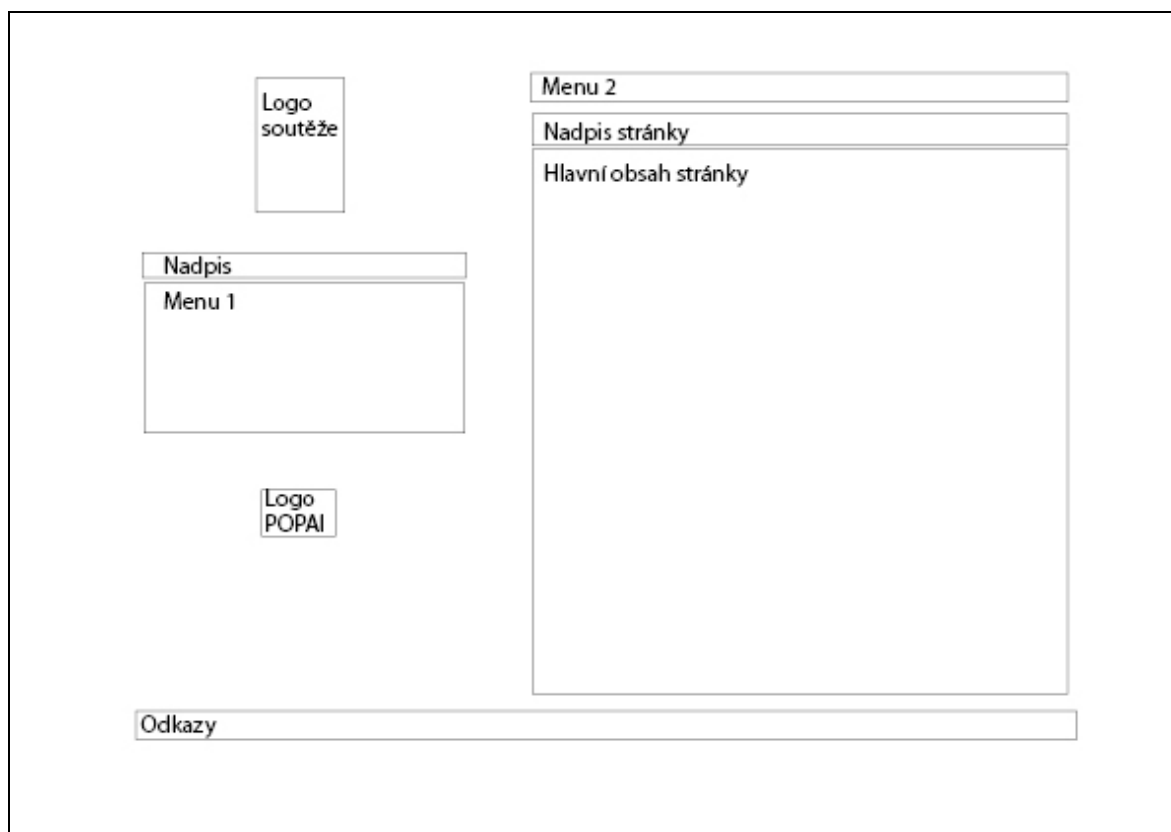 Logo
soutěže
Nadpis
Menu 1
Logo
POPAI
Menu 2
Nadpis stránky
Hlavní obsah stránky
Odkazy